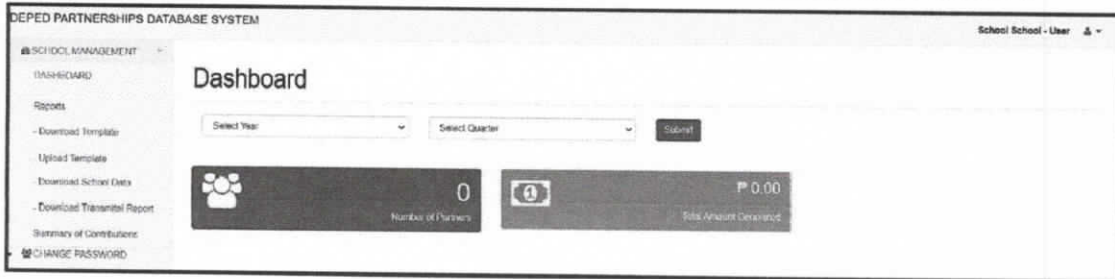 DEPED PARTNERSHIPS DATABASE SYSTEM
School School - User
SCHOOL MANAGEMENT
DASHBOARD
Dashboard
Reports
Select Year
Select Quarter
Submit
- Download Template
- Upload Template
- Download School Data
- Download Transmittal Report
Summary of Contributions
CHANGE PASSWORD
0
Number of Partners
1
₱ 0.00
Total Amount Generated